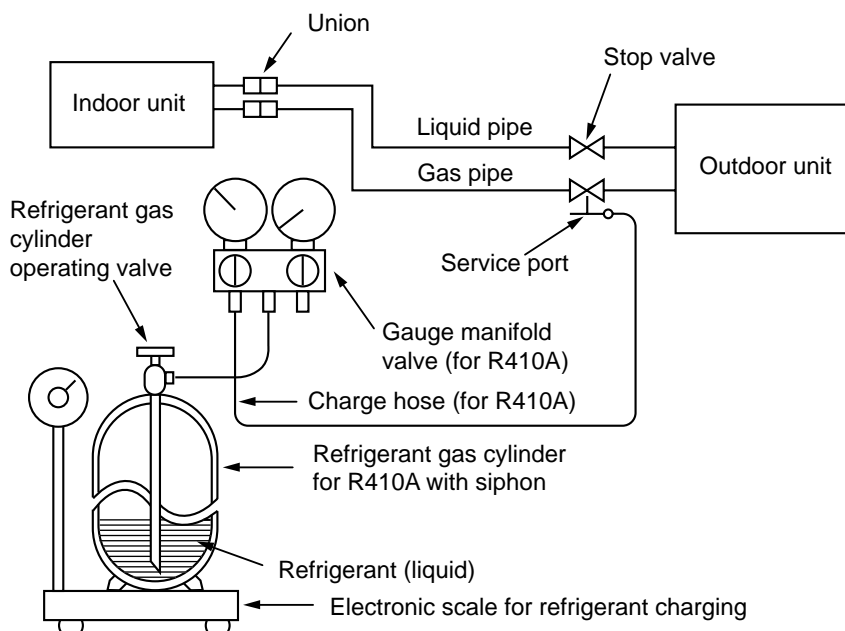 Union
Stop valve
Indoor unit
Liquid pipe
Gas pipe
Outdoor unit
Refrigerant gas
cylinder
operating valve
Service port
Gauge manifold
valve (for R410A)
Charge hose (for R410A)
Refrigerant gas cylinder
for R410A with siphon
Refrigerant (liquid)
Electronic scale for refrigerant charging